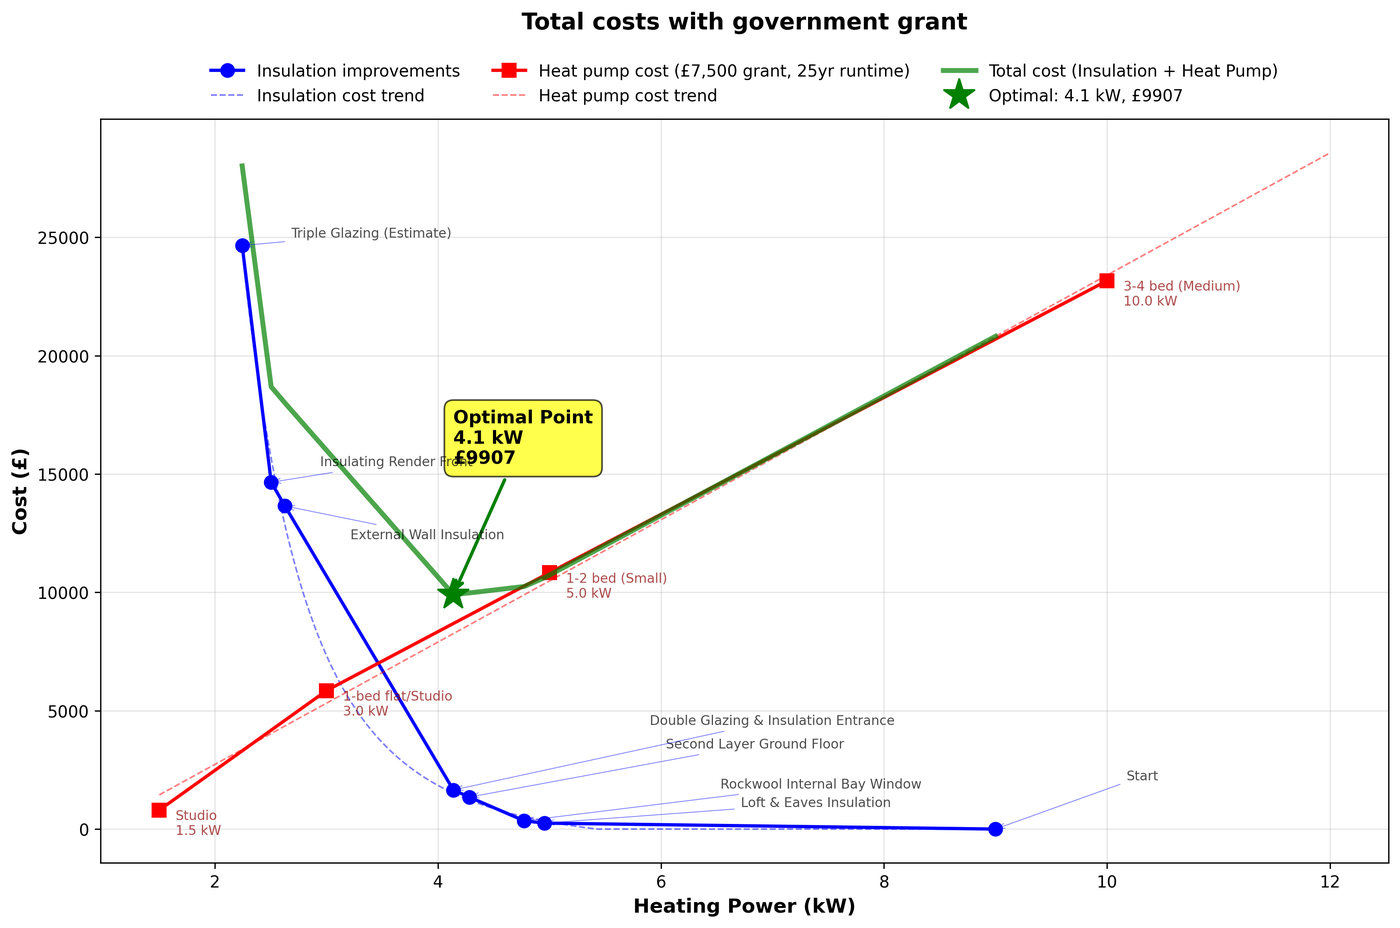 Total costs with government grant
Insulation improvements
Insulation cost trend
Heat pump cost (£7,500 grant, 25yr runtime)
Heat pump cost trend
Total cost (Insulation + Heat Pump)
Optimal: 4.1 kW, £9907
Cost (£)
25000
20000
15000
10000
5000
0
Triple Glazing (Estimate)
3-4 bed (Medium)
10.0 kW
Optimal Point
4.1 kW
£9907
Insulating Render Front
External Wall Insulation
1-2 bed (Small)
5.0 kW
1-bed flat/Studio
3.0 kW
Double Glazing & Insulation Entrance
Second Layer Ground Floor
Rockwool Internal Bay Window
Loft & Eaves Insulation
Start
Studio
1.5 kW
2
4
6
8
10
12
Heating Power (kW)